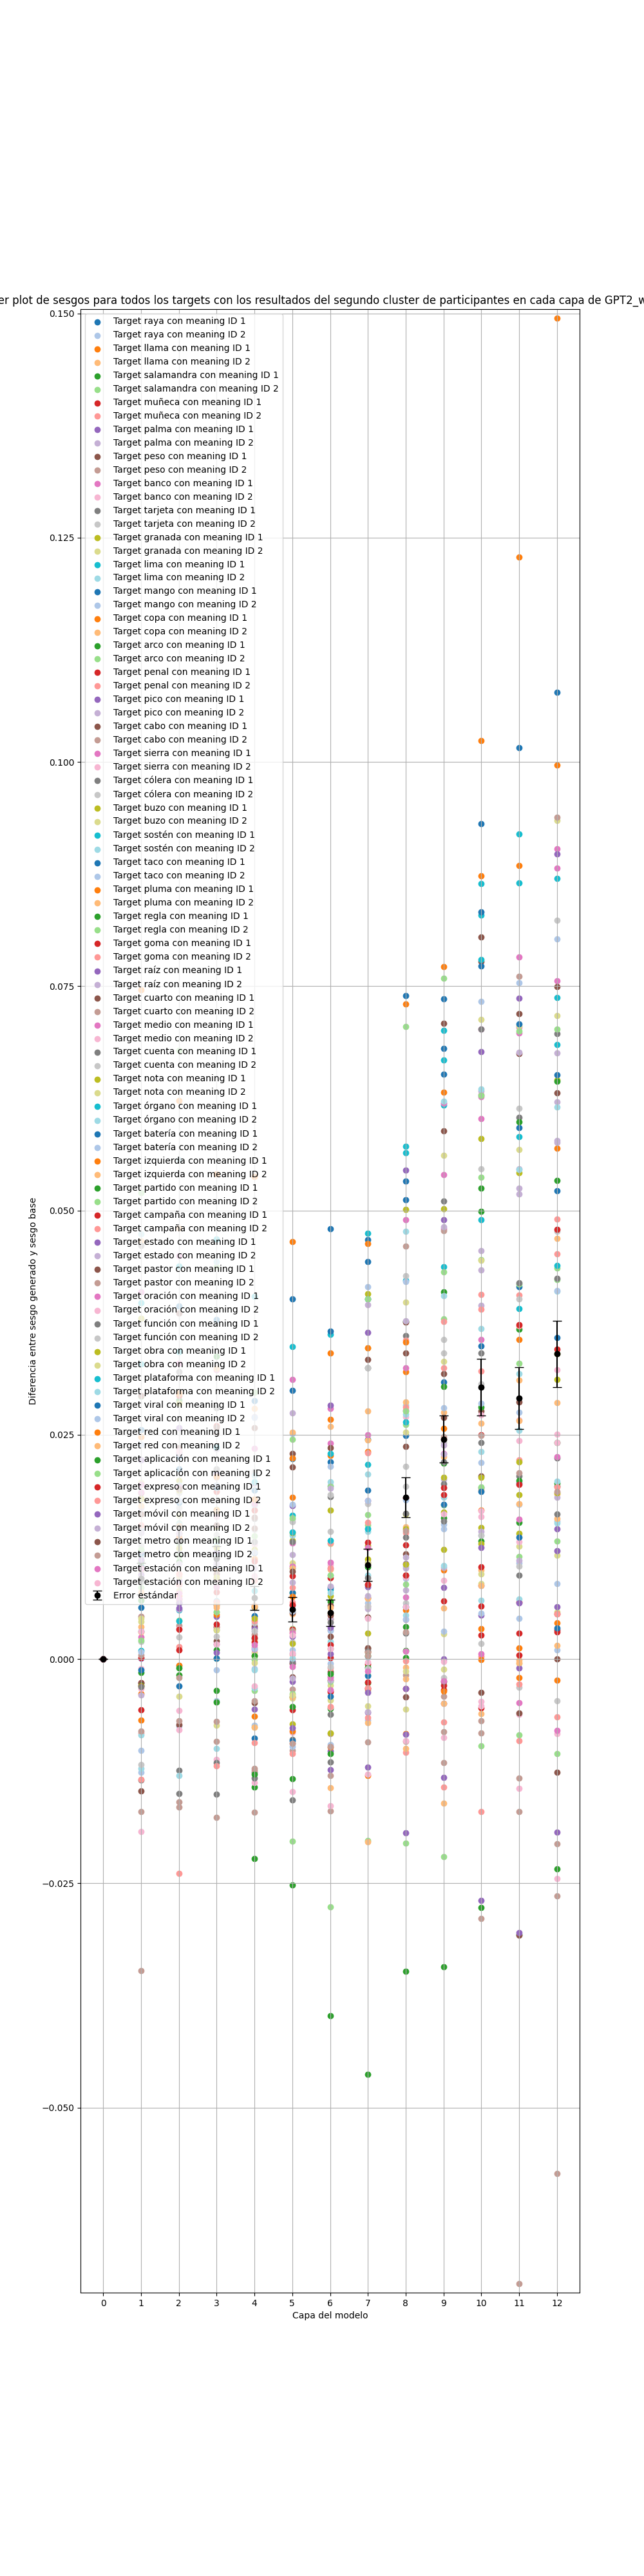 er plot de sesgos para todos los targets con los resultados del segundo cluster de participantes en cada capa de GPT2_w
0.150
0.125
0.100
0.075
0.050
0.025
0.000
−0.025
−0.050
Diferencia entre sesgo generado y sesgo base
Target raya con meaning ID 1
Target raya con meaning ID 2
Target llama con meaning ID 1
Target llama con meaning ID 2
Target salamandra con meaning ID 1
Target salamandra con meaning ID 2
Target muñeca con meaning ID 1
Target muñeca con meaning ID 2
Target palma con meaning ID 1
Target palma con meaning ID 2
Target peso con meaning ID 1
Target peso con meaning ID 2
Target banco con meaning ID 1
Target banco con meaning ID 2
Target tarjeta con meaning ID 1
Target tarjeta con meaning ID 2
Target granada con meaning ID 1
Target granada con meaning ID 2
Target lima con meaning ID 1
Target lima con meaning ID 2
Target mango con meaning ID 1
Target mango con meaning ID 2
Target copa con meaning ID 1
Target copa con meaning ID 2
Target arco con meaning ID 1
Target arco con meaning ID 2
Target penal con meaning ID 1
Target penal con meaning ID 2
Target pico con meaning ID 1
Target pico con meaning ID 2
Target cabo con meaning ID 1
Target cabo con meaning ID 2
Target sierra con meaning ID 1
Target sierra con meaning ID 2
Target cólera con meaning ID 1
Target cólera con meaning ID 2
Target buzo con meaning ID 1
Target buzo con meaning ID 2
Target sostén con meaning ID 1
Target sostén con meaning ID 2
Target taco con meaning ID 1
Target taco con meaning ID 2
Target pluma con meaning ID 1
Target pluma con meaning ID 2
Target regla con meaning ID 1
Target regla con meaning ID 2
Target goma con meaning ID 1
Target goma con meaning ID 2
Target raíz con meaning ID 1
Target raíz con meaning ID 2
Target cuarto con meaning ID 1
Target cuarto con meaning ID 2
Target medio con meaning ID 1
Target medio con meaning ID 2
Target cuenta con meaning ID 1
Target cuenta con meaning ID 2
Target nota con meaning ID 1
Target nota con meaning ID 2
Target órgano con meaning ID 1
Target órgano con meaning ID 2
Target batería con meaning ID 1
Target batería con meaning ID 2
Target izquierda con meaning ID 1
Target izquierda con meaning ID 2
Target partido con meaning ID 1
Target partido con meaning ID 2
Target campaña con meaning ID 1
Target campaña con meaning ID 2
Target estado con meaning ID 1
Target estado con meaning ID 2
Target pastor con meaning ID 1
Target pastor con meaning ID 2
Target oración con meaning ID 1
Target oración con meaning ID 2
Target función con meaning ID 1
Target función con meaning ID 2
Target obra con meaning ID 1
Target obra con meaning ID 2
Target plataforma con meaning ID 1
Target plataforma con meaning ID 2
Target viral con meaning ID 1
Target viral con meaning ID 2
Target red con meaning ID 1
Target red con meaning ID 2
Target aplicación con meaning ID 1
Target aplicación con meaning ID 2
Target expreso con meaning ID 1
Target expreso con meaning ID 2
Target móvil con meaning ID 1
Target móvil con meaning ID 2
Target metro con meaning ID 1
Target metro con meaning ID 2
Target estación con meaning ID 1
Target estación con meaning ID 2
Error estándar
0 1 2 3 4 5 6 7 8 9 10 11 12
Capa del modelo